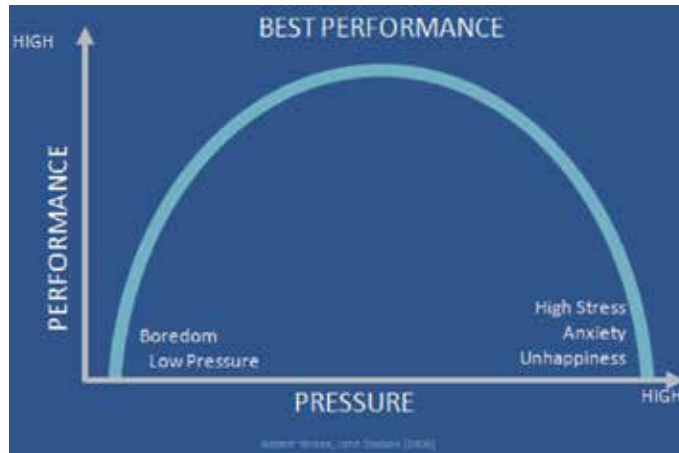 BEST PERFORMANCE
HIGH
PERFORMANCE
Boredom
Low Pressure
High Stress
Anxiety
Unhappiness
PRESSURE
HIGH